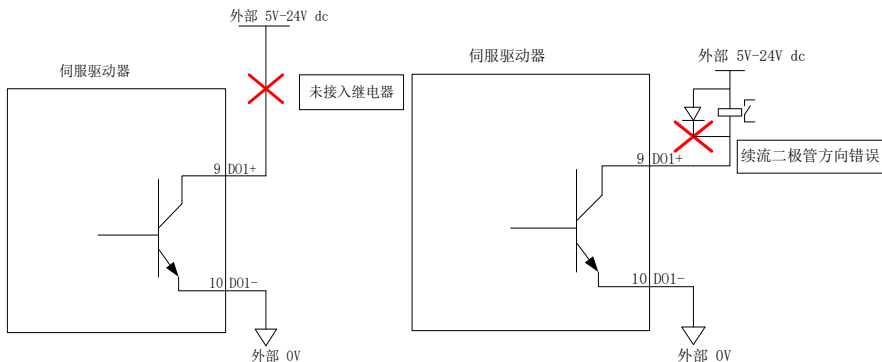 外部 5V-24V dc
伺服驱动器
未接入继电器
9 DO1+
10 DO1-
外部 0V
伺服驱动器
外部 5V-24V dc
续流二极管方向错误
9 DO1+
10 DO1-
外部 0V